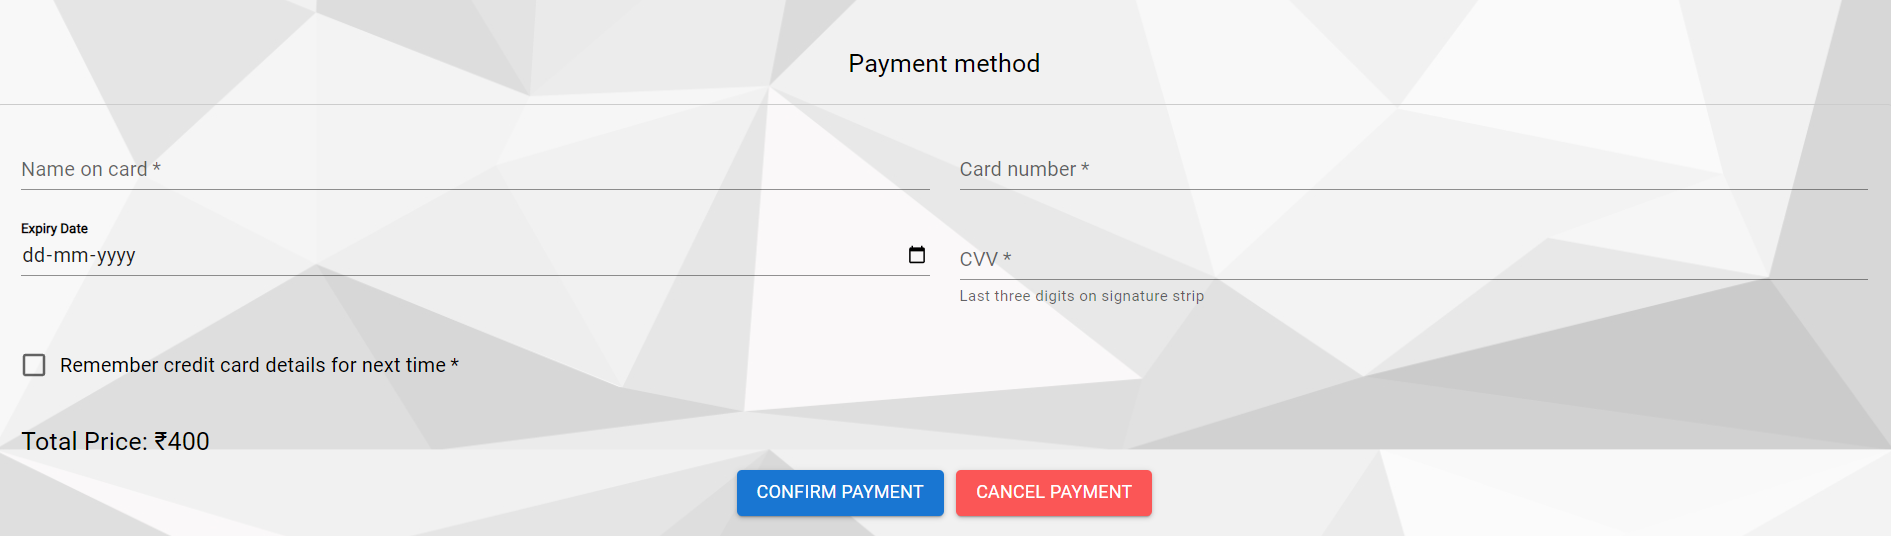 Payment method
Name on card *
Card number *
Expiry Date
dd-mm-yyyy
CVV *
Last three digits on signature strip
Remember credit card details for next time *
Total Price: ₹400
CONFIRM PAYMENT
CANCEL PAYMENT